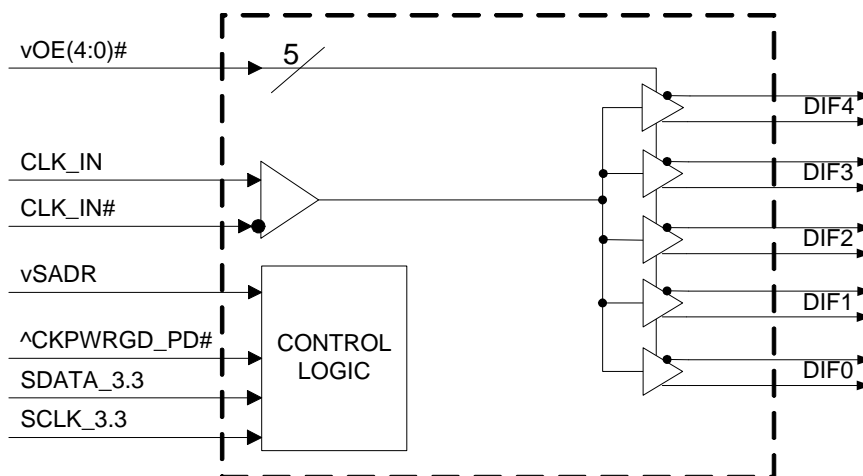 vOE(4:0)#
5
DIF4
CLK_IN
DIF3
CLK_IN#
DIF2
vSADR
DIF1
^CKPWRGD_PD#
CONTROL
LOGIC
SDATA_3.3
DIF0
SCLK_3.3